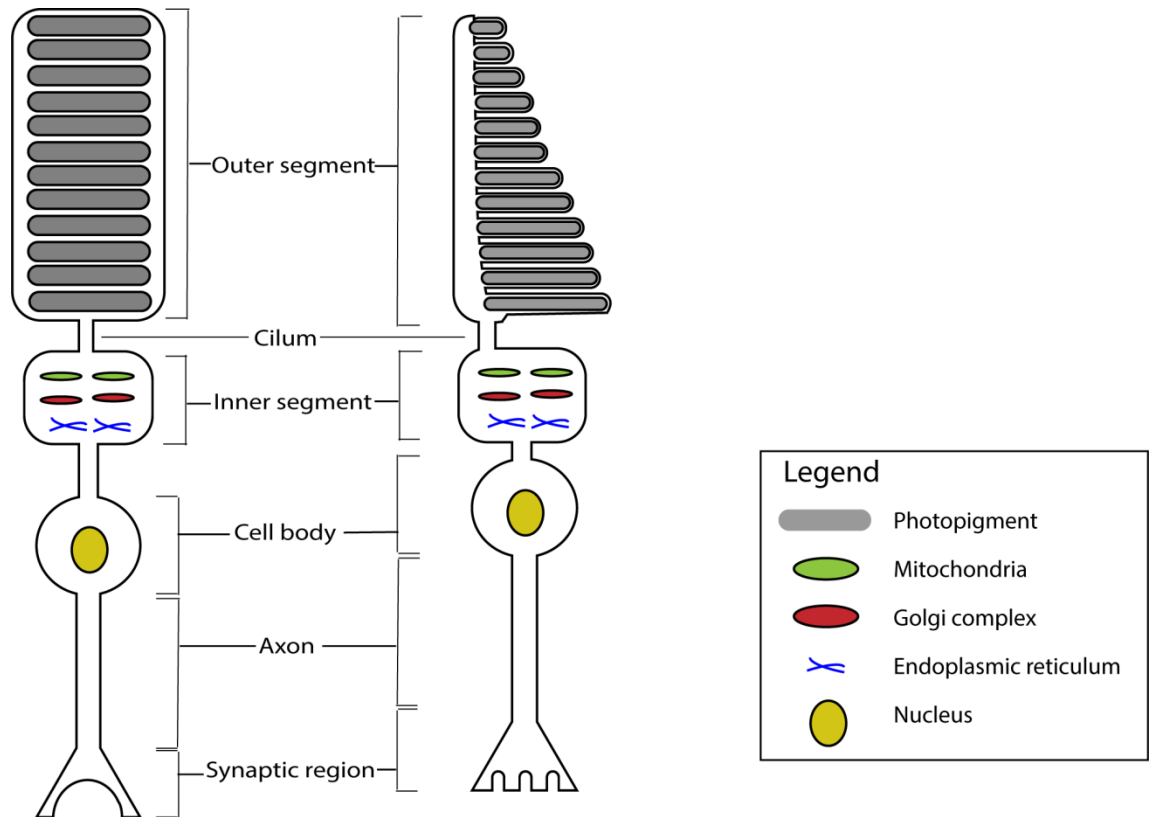 Outer segment
Cilum
Inner segment
Cell body
Axon
Synaptic region
Legend
Photopigment
Mitochondria
Golgi complex
Endoplasmic reticulum
Nucleus